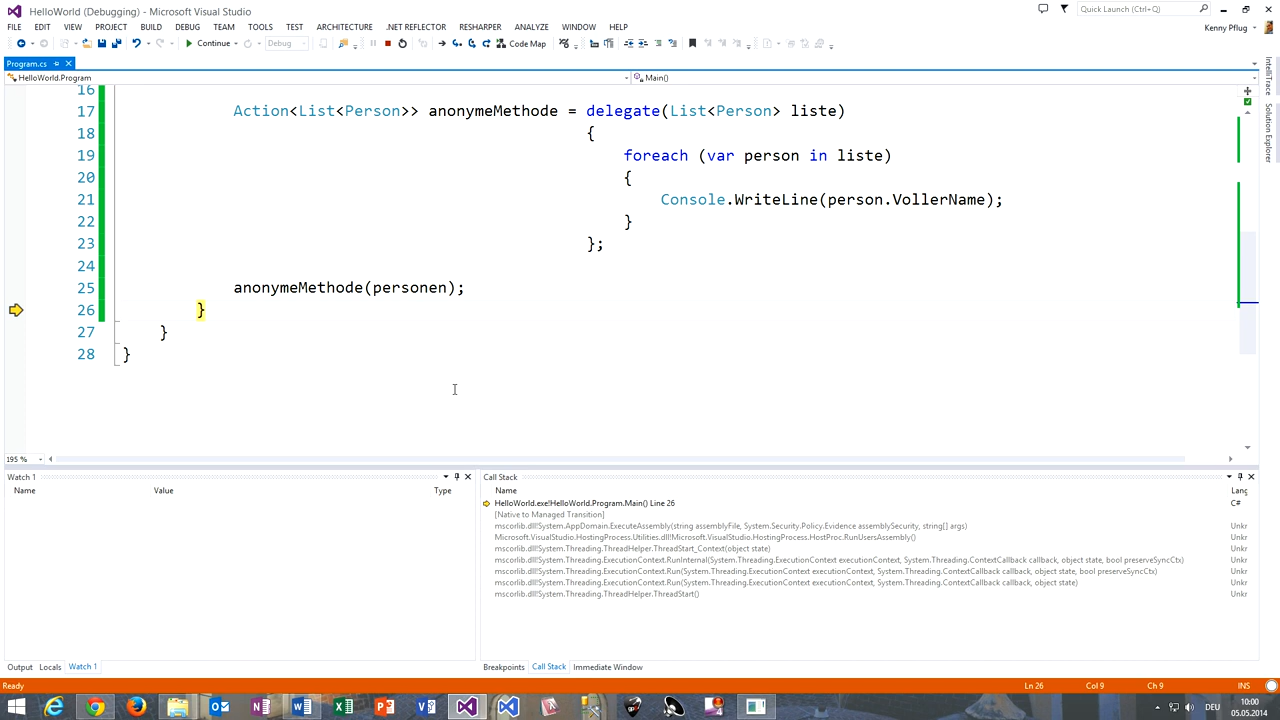 HelloWorld (Debugging) - Microsoft Visual Studio
Quick Launch (Ctrl+Q)
FILE EDIT VIEW PROJECT BUILD DEBUG TEAM TOOLS TEST ARCHITECTURE .NET REFLECTOR RESHARPER ANALYZE WINDOW HELP
Kenny Pflug
Continue Debug Code Map
Program.cs
HelloWorld.Program Main()
IntelliTrace
Solution Explorer
16
17 Action<List<Person>> anonymeMethode = delegate(List<Person> liste)
18 {
19 foreach (var person in liste)
20 {
21 Console.WriteLine(person.VollerName);
22 }
23 };
24
25 anonymeMethode(personen);
26 }
27 }
28 }
195 %
Watch 1
Name Value Type
Call Stack
Name Lang
HelloWorld.exe!HelloWorld.Program.Main() Line 26 C#
[Native to Managed Transition]
mscorlib.dll!System.AppDomain.ExecuteAssembly(string assemblyFile, System.Security.Policy.Evidence assemblySecurity, string[] args) Unkr
Microsoft.VisualStudio.HostingProcess.Utilities.dll!Microsoft.VisualStudio.HostingProcess.HostProc.RunUsersAssembly() Unkr
mscorlib.dll!System.Threading.ThreadHelper.ThreadStart_Context(object state) Unkr
mscorlib.dll!System.Threading.ExecutionContext.RunInternal(System.Threading.ExecutionContext executionContext, System.Threading.ContextCallback callback, object state, bool preserveSyncCtx) Unkr
mscorlib.dll!System.Threading.ExecutionContext.Run(System.Threading.ExecutionContext executionContext, System.Threading.ContextCallback callback, object state, bool preserveSyncCtx) Unkr
mscorlib.dll!System.Threading.ExecutionContext.Run(System.Threading.ExecutionContext executionContext, System.Threading.ContextCallback callback, object state) Unkr
mscorlib.dll!System.Threading.ThreadHelper.ThreadStart() Unkr
Output Locals Watch 1
Breakpoints Call Stack Immediate Window
Ready Ln 26 Col 9 Ch 9 INS
DEU
10:00
05.05.2014